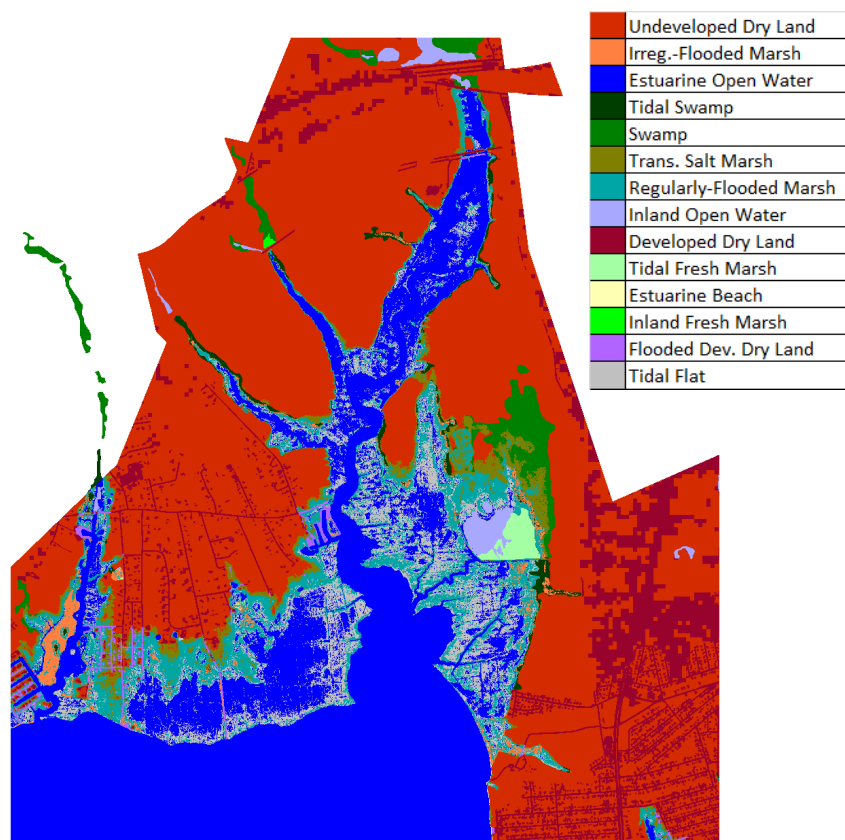 Undeveloped Dry Land
Irreg.-Flooded Marsh
Estuarine Open Water
Tidal Swamp
Swamp
Trans. Salt Marsh
Regularly-Flooded Marsh
Inland Open Water
Developed Dry Land
Tidal Fresh Marsh
Estuarine Beach
Inland Fresh Marsh
Flooded Dev. Dry Land
Tidal Flat